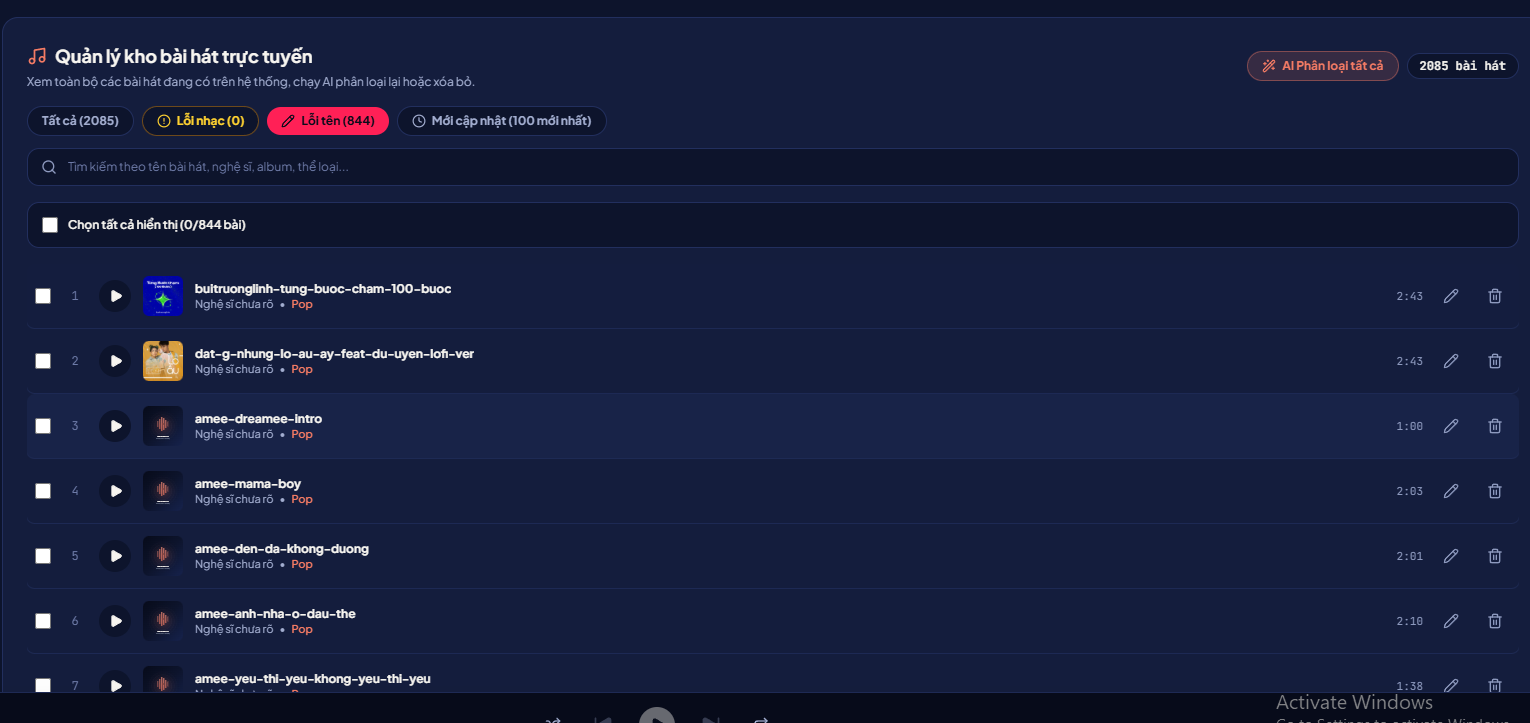 Quản lý kho bài hát trực tuyến
Xem toàn bộ các bài hát đang có trên hệ thống, chạy AI phân loại lại hoặc xóa bỏ.
AI Phân loại tất cả
2085 bài hát
Tất cả (2085)
Lỗi nhạc (0)
Lỗi tên (844)
Mới cập nhật (100 mới nhất)
Tìm kiếm theo tên bài hát, nghệ sĩ, album, thể loại...
Chọn tất cả hiển thị (0/844 bài)
1
buitruonglinh-tung-buoc-cham-100-buoc
Nghệ sĩ chưa rõ • Pop
2:43
2
dat-g-nhung-lo-au-ay-feat-du-uyen-lofi-ver
Nghệ sĩ chưa rõ • Pop
2:43
3
amee-dreamee-intro
Nghệ sĩ chưa rõ • Pop
1:00
4
amee-mama-boy
Nghệ sĩ chưa rõ • Pop
2:03
5
amee-den-da-khong-duong
Nghệ sĩ chưa rõ • Pop
2:01
6
amee-anh-nha-o-dau-the
Nghệ sĩ chưa rõ • Pop
2:10
7
amee-yeu-thi-yeu-khong-yeu-thi-yeu
1:38
Activate Windows